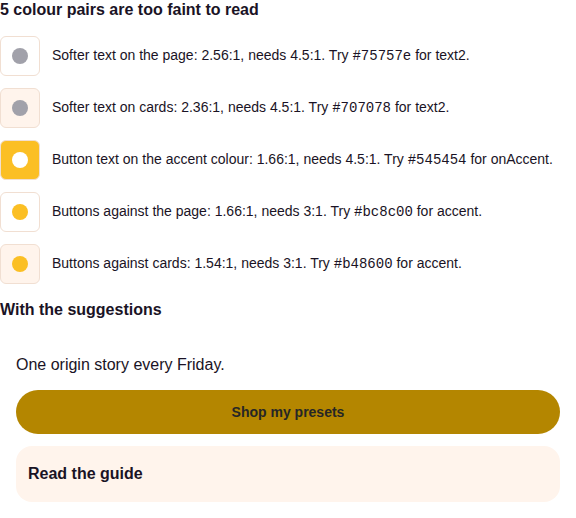 5 colour pairs are too faint to read
Softer text on the page: 2.56:1, needs 4.5:1. Try #75757e for text2.
Softer text on cards: 2.36:1, needs 4.5:1. Try #707078 for text2.
Button text on the accent colour: 1.66:1, needs 4.5:1. Try #545454 for onAccent.
Buttons against the page: 1.66:1, needs 3:1. Try #bc8c00 for accent.
Buttons against cards: 1.54:1, needs 3:1. Try #b48600 for accent.
With the suggestions
One origin story every Friday.
Shop my presets
Read the guide